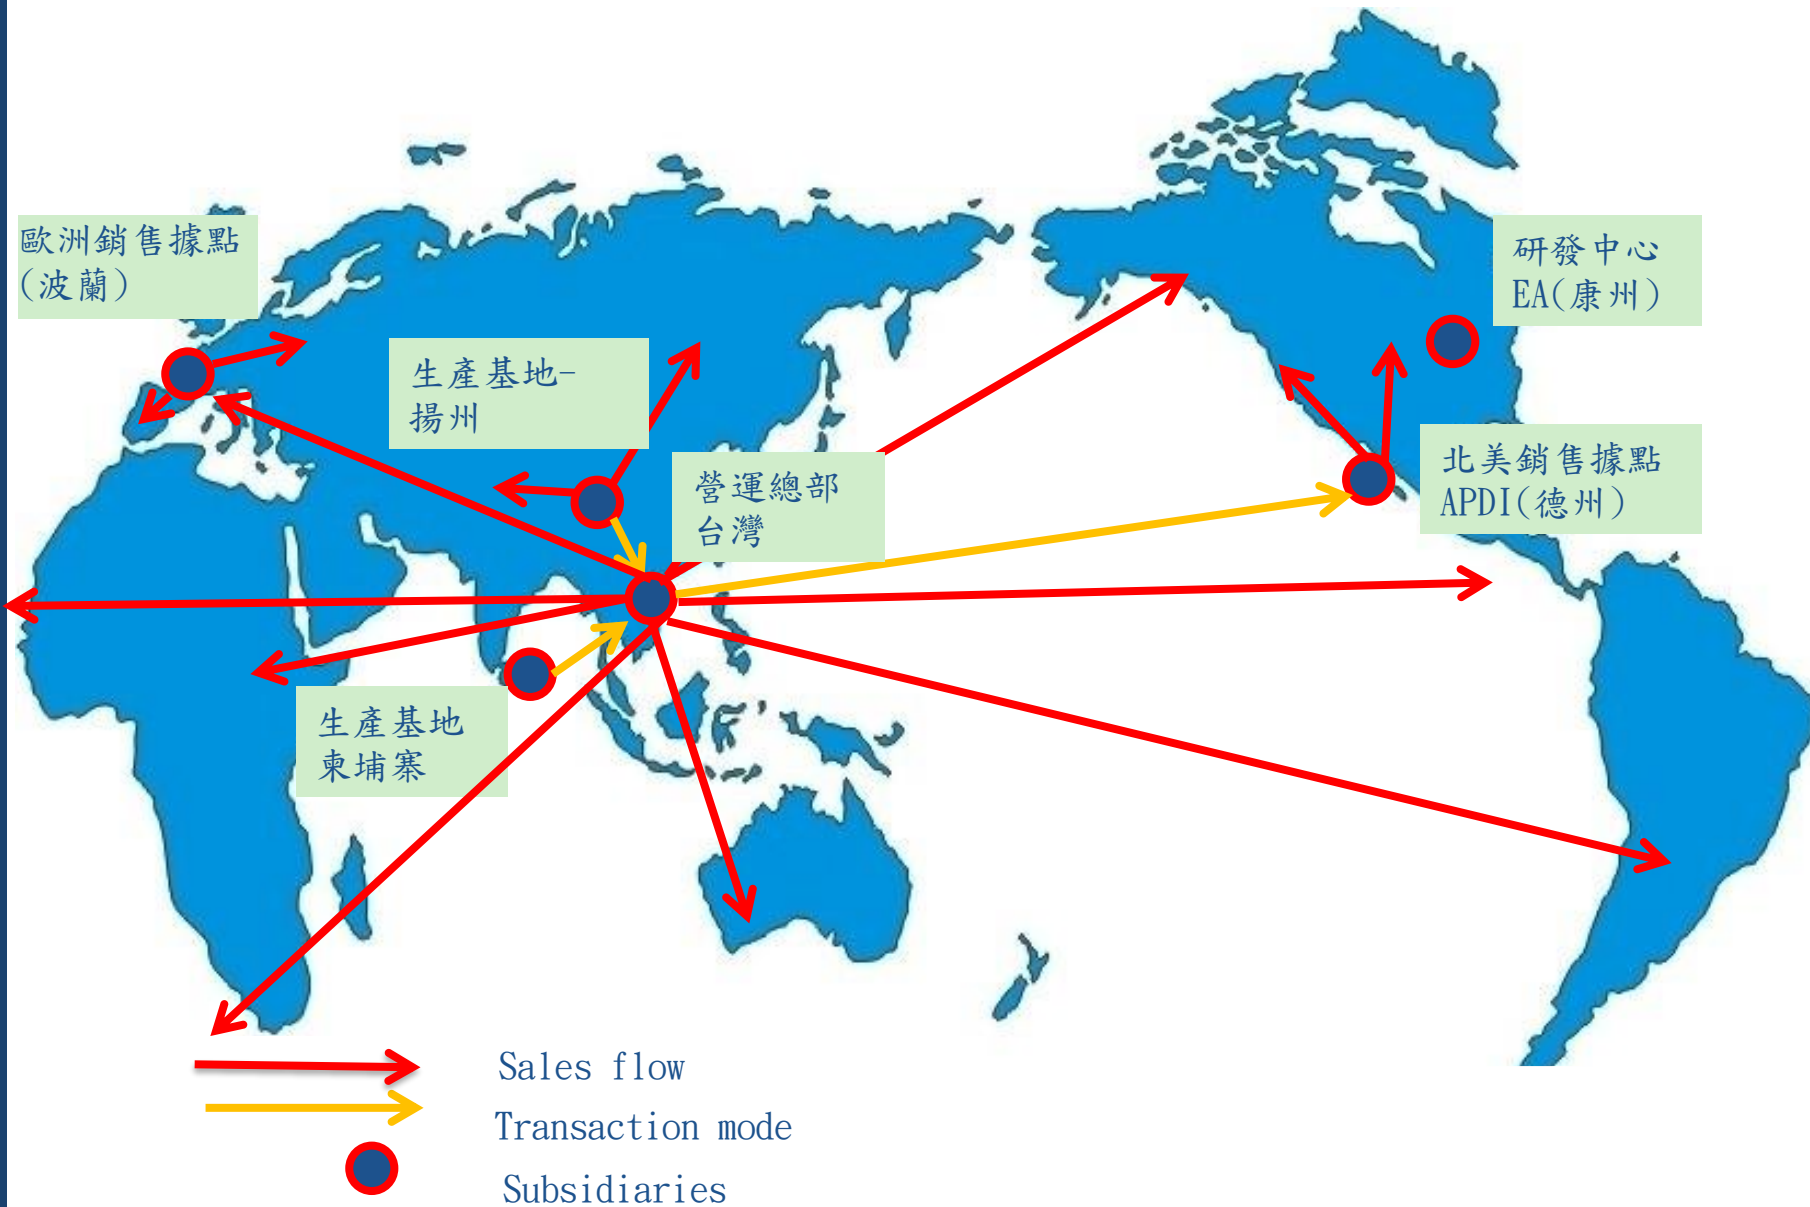 歐洲銷售據點
(波蘭)
研發中心
EA(康州)
生產基地-
揚州
營運總部
台灣
北美銷售據點
APDI(德州)
生產基地
柬埔寨
Sales flow
Transaction mode
Subsidiaries